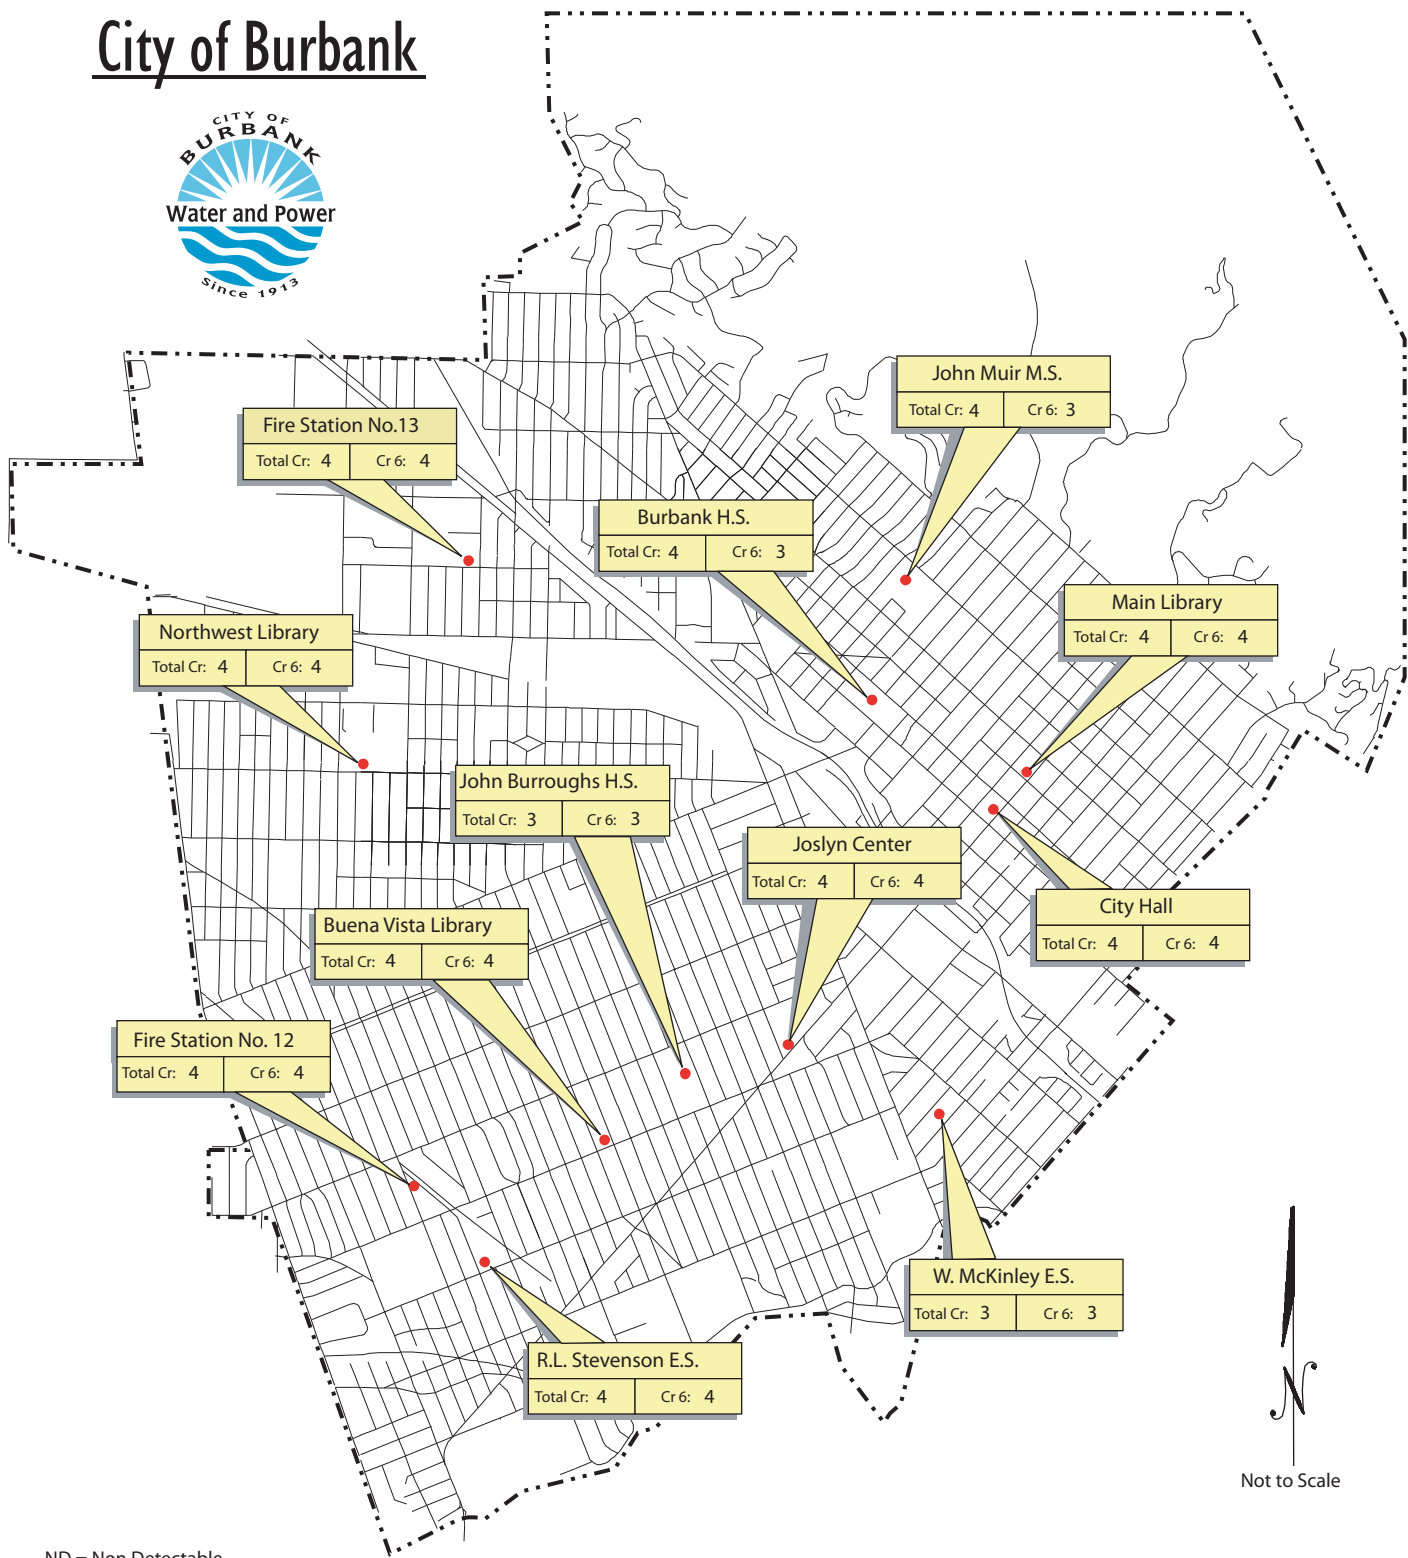 City of Burbank
CITY OF
BURBANK
Water and Power
Since 1913
John Muir M.S.
Total Cr: 4 Cr 6: 3
Fire Station No.13
Total Cr: 4 Cr 6: 4
Burbank H.S.
Total Cr: 4 Cr 6: 3
Main Library
Total Cr: 4 Cr 6: 4
Northwest Library
Total Cr: 4 Cr 6: 4
John Burroughs H.S.
Total Cr: 3 Cr 6: 3
Joslyn Center
Total Cr: 4 Cr 6: 4
City Hall
Total Cr: 4 Cr 6: 4
Buena Vista Library
Total Cr: 4 Cr 6: 4
Fire Station No. 12
Total Cr: 4 Cr 6: 4
W. McKinley E.S.
Total Cr: 3 Cr 6: 3
R.L. Stevenson E.S.
Total Cr: 4 Cr 6: 4
N
Not to Scale
ND = Non Detectable